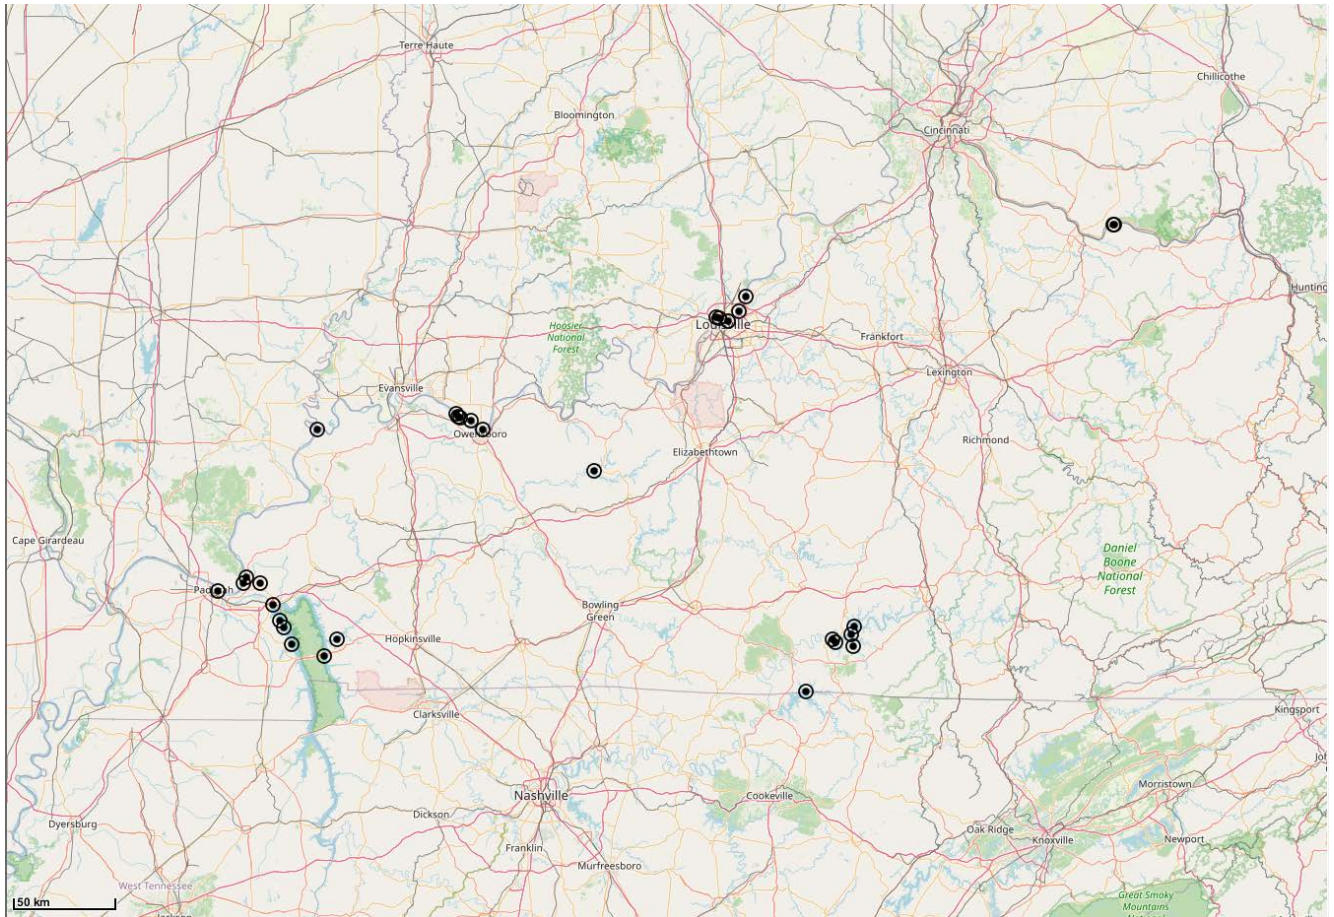 Terre Haute
Chillicothe
Bloomington
Cincinnati
Hunting
Louisville
Hoosier
National
Forest
Frankfort
Lexington
Evansville
Owensboro
Richmond
Elizabethtown
Cape Girardeau
Daniel
Boone
National
Forest
Paducah
Bowling
Green
Hopkinsville
Clarksville
Kingsport
Nashville
Cookeville
Morristown
Dickson
Dyersburg
Oak Ridge
Knoxville
Newport
Franklin
Murfreesboro
West Tennessee
Great Smoky
Mountains
50 km